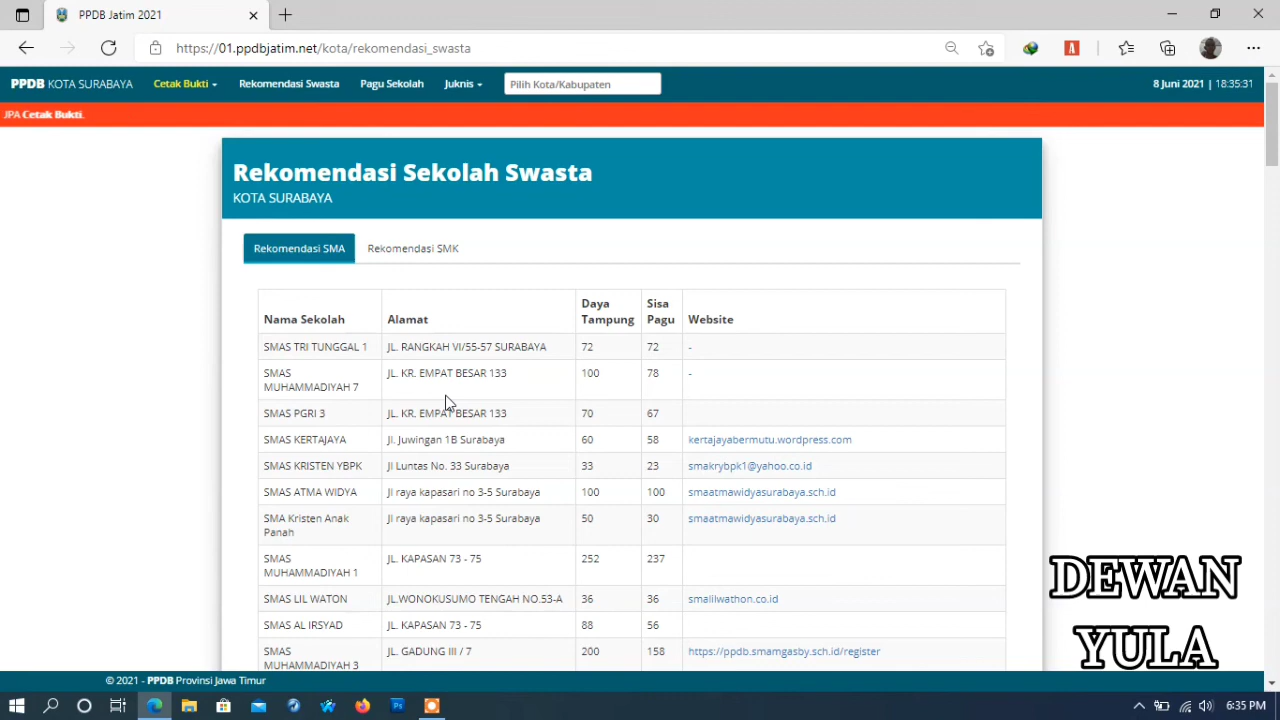 PPDB Jatim 2021
https://01.ppdbjatim.net/kota/rekomendasi_swasta
PPDB KOTA SURABAYA Cetak Bukti Rekomendasi Swasta Pagu Sekolah Juknis Pilih Kota/Kabupaten 8 Juni 2021 | 18:35:31
JPA Cetak Bukti.
Rekomendasi Sekolah Swasta
KOTA SURABAYA
Rekomendasi SMA Rekomendasi SMK
Nama Sekolah Alamat Daya Tampung Sisa Pagu Website
SMAS TRI TUNGGAL 1 JL. RANGKAH VI/55-57 SURABAYA 72 72 -
SMAS MUHAMMADIYAH 7 JL. KR. EMPAT BESAR 133 100 78 -
SMAS PGRI 3 JL. KR. EMPAT BESAR 133 70 67
SMAS KERTAJAYA Jl. Juwingan 1B Surabaya 60 58 kertajayabermutu.wordpress.com
SMAS KRISTEN YBPK Jl Luntas No. 33 Surabaya 33 23 smakrybpk1@yahoo.co.id
SMAS ATMA WIDYA Jl raya kapasari no 3-5 Surabaya 100 100 smaatmawidyasurabaya.sch.id
SMA Kristen Anak Panah Jl raya kapasari no 3-5 Surabaya 50 30 smaatmawidyasurabaya.sch.id
SMAS MUHAMMADIYAH 1 JL. KAPASAN 73 - 75 252 237
SMAS LIL WATON JL.WONOKUSUMO TENGAH NO.53-A 36 36 smalilwathon.co.id
SMAS AL IRSYAD JL. KAPASAN 73 - 75 88 56
SMAS MUHAMMADIYAH 3 JL. GADUNG III / 7 200 158 https://ppdb.smamgasby.sch.id/register
DEWAN
YULA
© 2021 - PPDB Provinsi Jawa Timur
6:35 PM